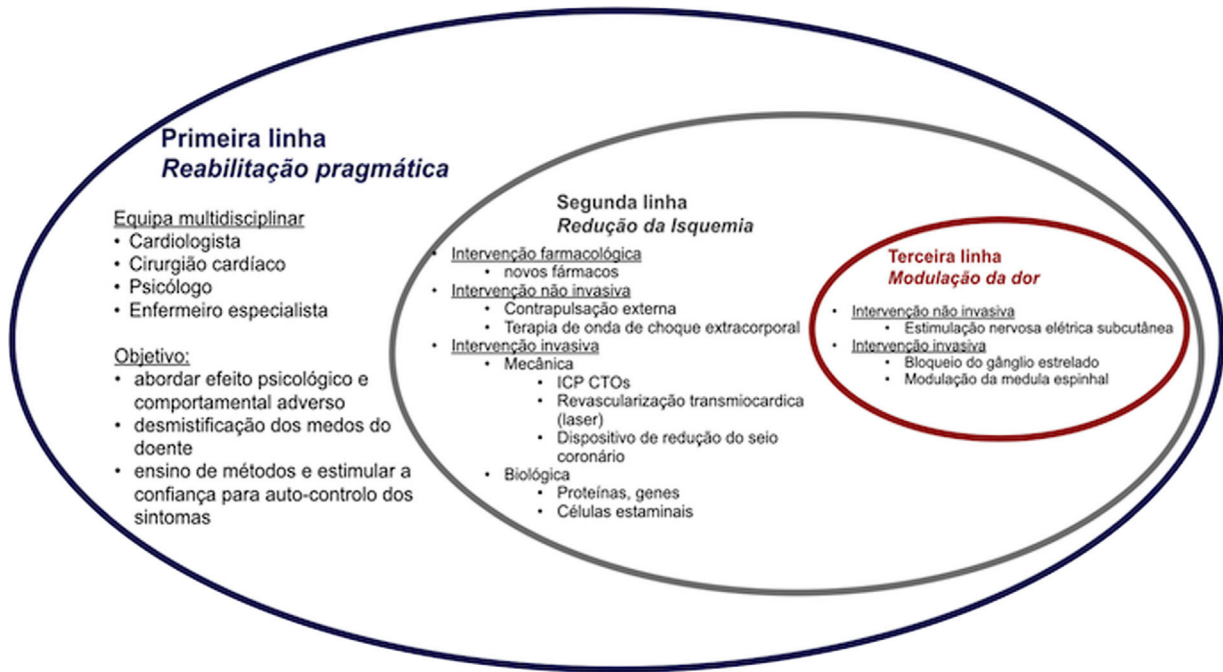 Primeira linha
Reabilitação pragmática
Equipa multidisciplinar
• Cardiologista
• Cirurgião cardíaco
• Psicólogo
• Enfermeiro especialista
Objetivo:
• abordar efeito psicológico e
comportamental adverso
• desmistificação dos medos do
doente
• ensino de métodos e estimular a
confiança para auto-controlo dos
sintomas
Segunda linha
Redução da Isquemia
• Intervenção farmacológica
• novos fármacos
• Intervenção não invasiva
• Contrapulsação externa
• Terapia de onda de choque extracorporal
• Intervenção invasiva
• Mecânica
• ICP CTOs
• Revascularização transmiocardica
(laser)
• Dispositivo de redução do seio
coronário
• Biológica
• Proteínas, genes
• Células estaminais
Terceira linha
Modulação da dor
• Intervenção não invasiva
• Estimulação nervosa elétrica subcutânea
• Intervenção invasiva
• Bloqueio do gânglio estrelado
• Modulação da medula espinhal